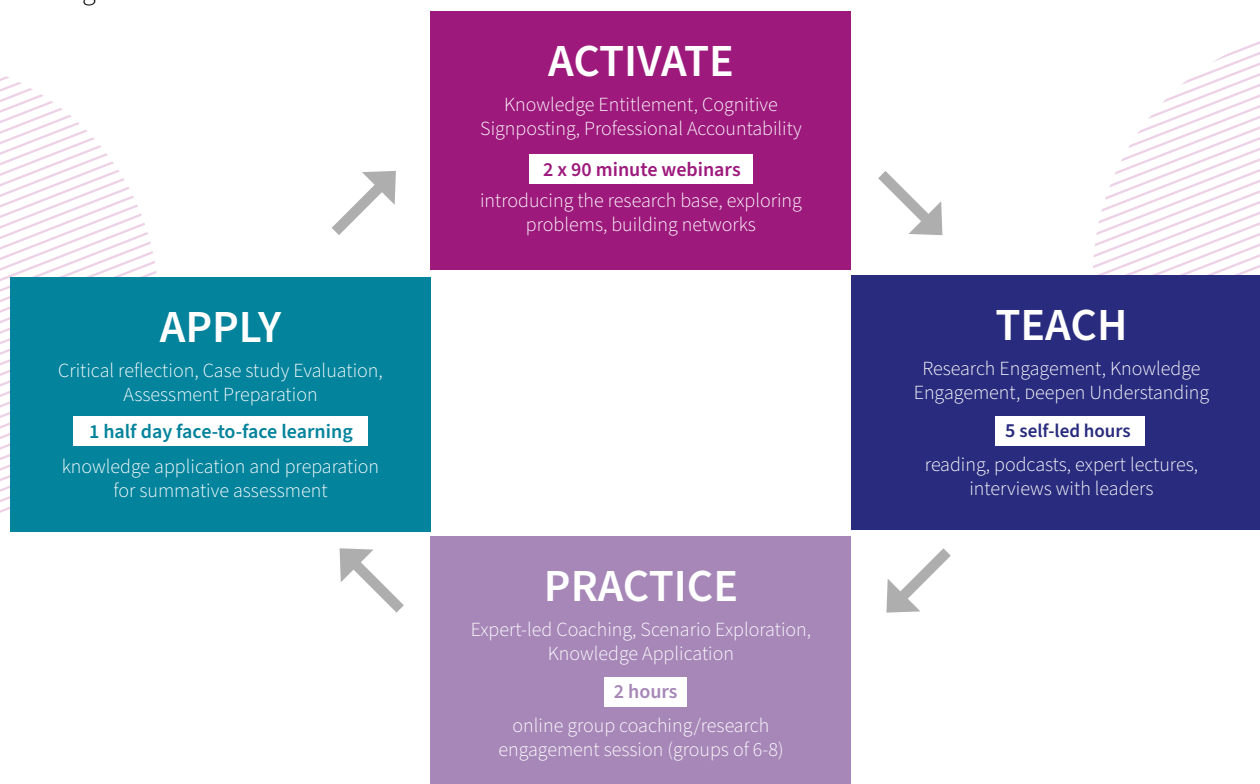 ACTIVATE
Knowledge Entitlement, Cognitive
Signposting, Professional Accountability
2 x 90 minute webinars
introducing the research base, exploring
problems, building networks
TEACH
Research Engagement, Knowledge
Engagement, Deepen Understanding
5 self-led hours
reading, podcasts, expert lectures,
interviews with leaders
PRACTICE
Expert-led Coaching, Scenario Exploration,
Knowledge Application
2 hours
online group coaching/research
engagement session (groups of 6-8)
APPLY
Critical reflection, Case study Evaluation,
Assessment Preparation
1 half day face-to-face learning
knowledge application and preparation
for summative assessment